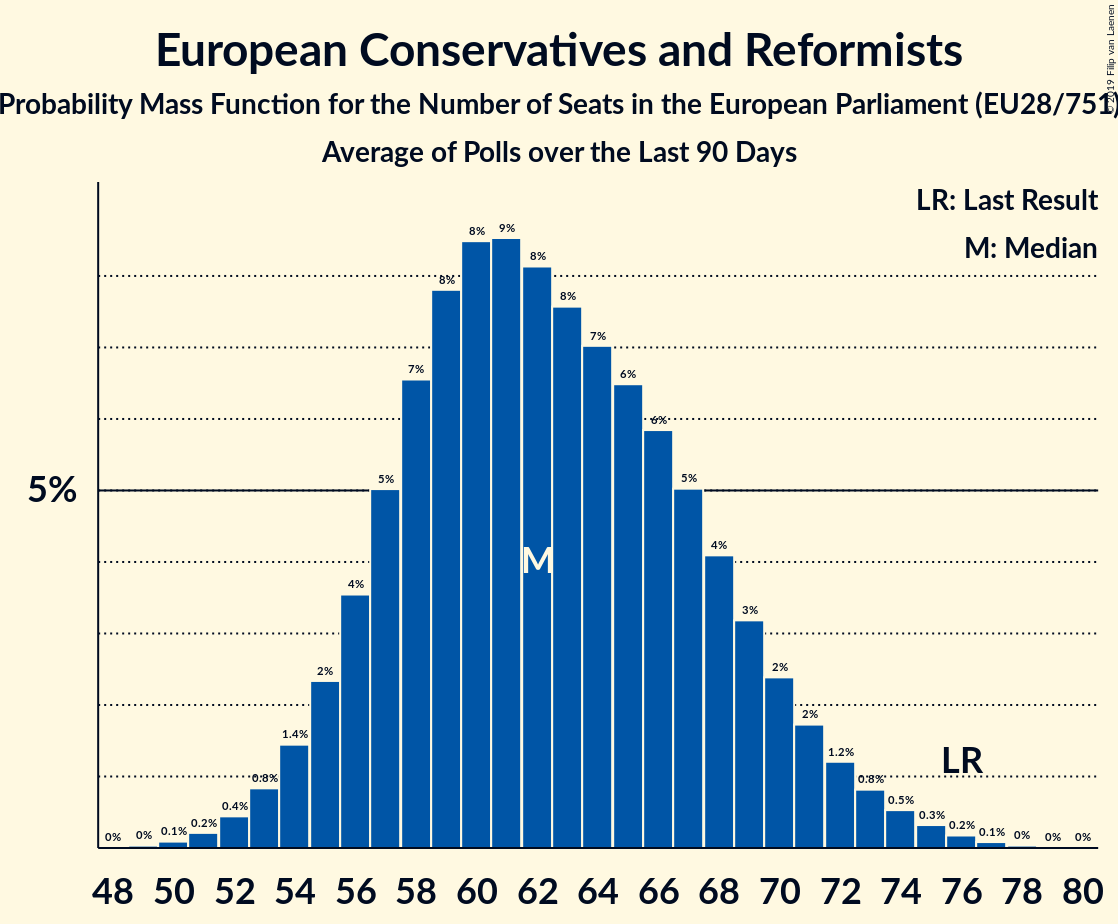 European Conservatives and Reformists
Probability Mass Function for the Number of Seats in the European Parliament (EU28/751)
Average of Polls over the Last 90 Days
© 2019 Filip van Laenen
LR: Last Result
M: Median
5%
0% 0% 0.1% 0.2% 0.4% 0.8% 1.4% 2% 4% 5% 7% 8% 8% 9% 8% 8% 7% 6% 6% 5% 4% 3% 2% 2% 1.2% 0.8% 0.5% 0.3% 0.2% 0.1% 0% 0% 0%
M
LR
48 50 52 54 56 58 60 62 64 66 68 70 72 74 76 78 80